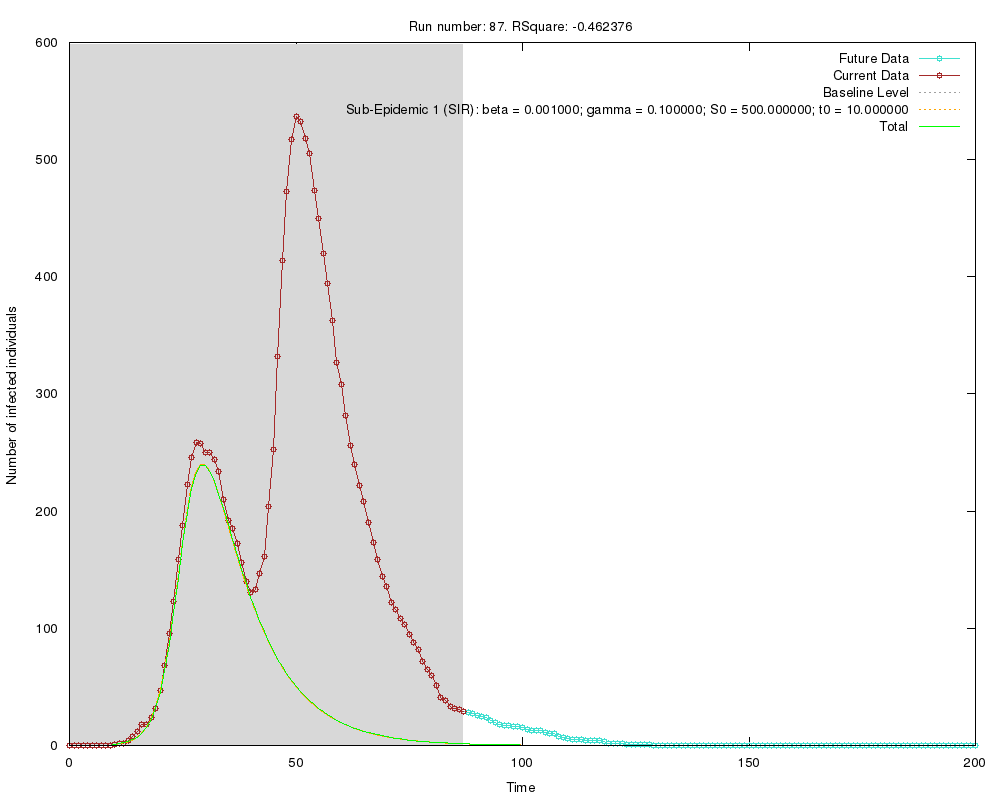 Run number: 87. RSquare: -0.462376
600
500
400
300
200
100
0
Number of infected individuals
Future Data
Current Data
Baseline Level
Sub-Epidemic 1 (SIR): beta = 0.001000; gamma = 0.100000; S0 = 500.000000; t0 = 10.000000
Total
0
50
100
150
200
Time